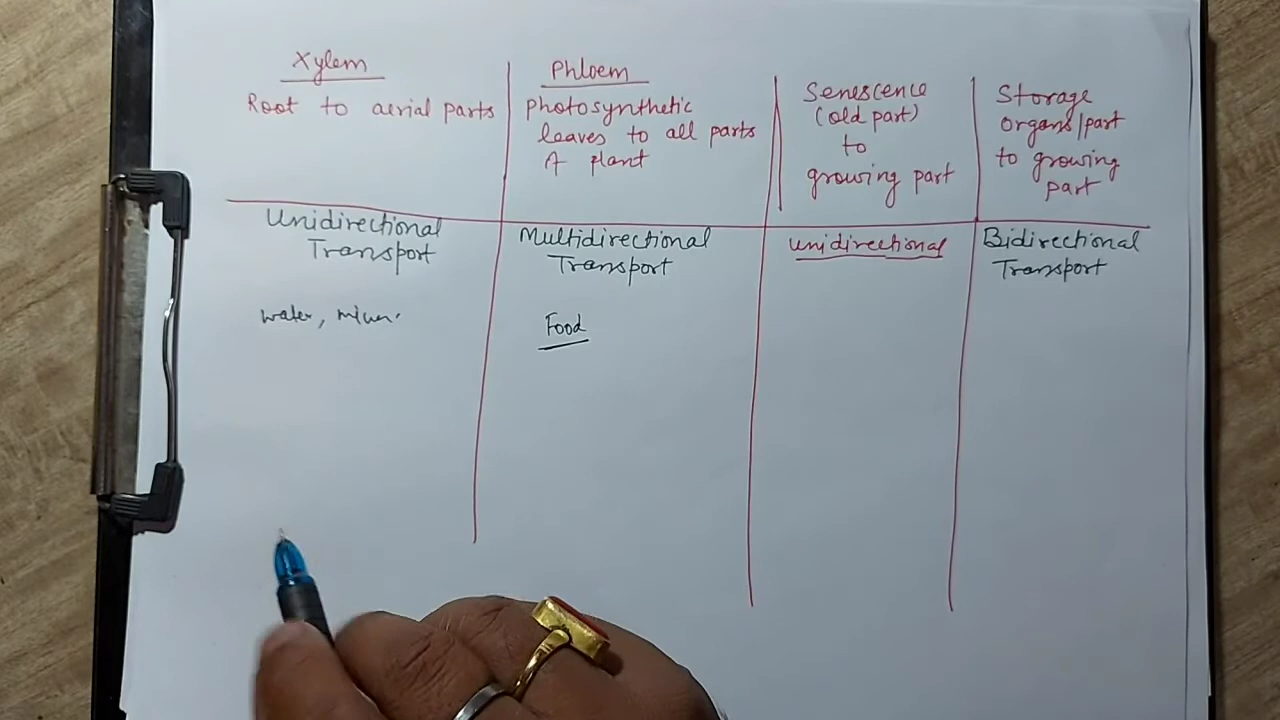 Xylem
Root to aerial parts
Unidirectional
Transport
water,
Phloem
Photosynthetic
leaves to all parts
of plant
Multidirectional
Transport
Food
Senescence
(old part)
to
growing part
unidirectional
Storage
Organs/part
to growing
part
Bidirectional
Transport